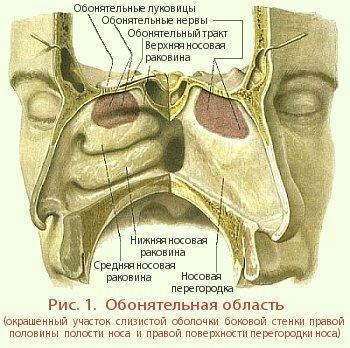 Обонятельные луковицы
Обонятельные нервы
Обонятельный тракт
Верхняя носовая
раковина
Нижняя носовая
раковина
Средняя носовая
раковина
Носовая
перегородка
Рис. 1. Обонятельная область
(окрашенный участок слизистой оболочки боковой стенки правой
половины полости носа и правой поверхности перегородки носа)